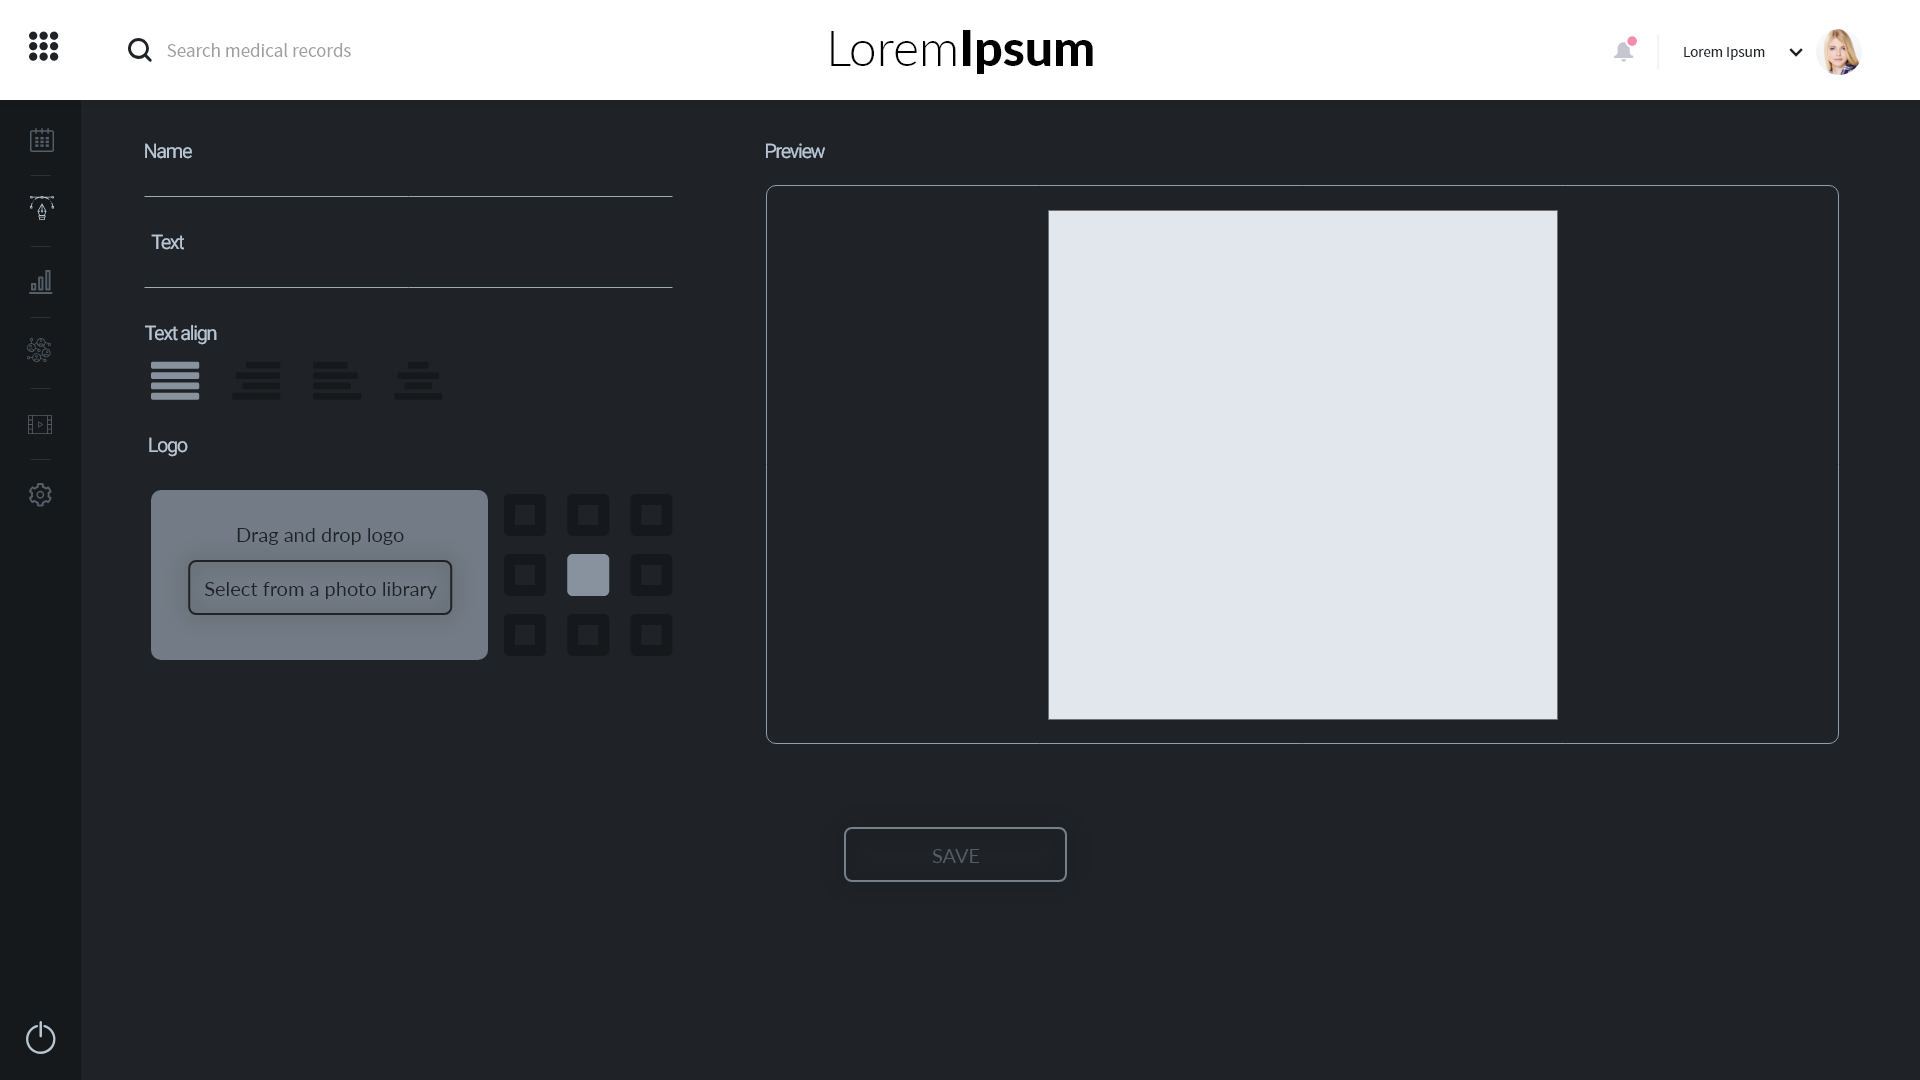 Search medical records
LoremIpsum
Lorem Ipsum
Name
Preview
Text
Text align
Logo
Drag and drop logo
Select from a photo library
SAVE